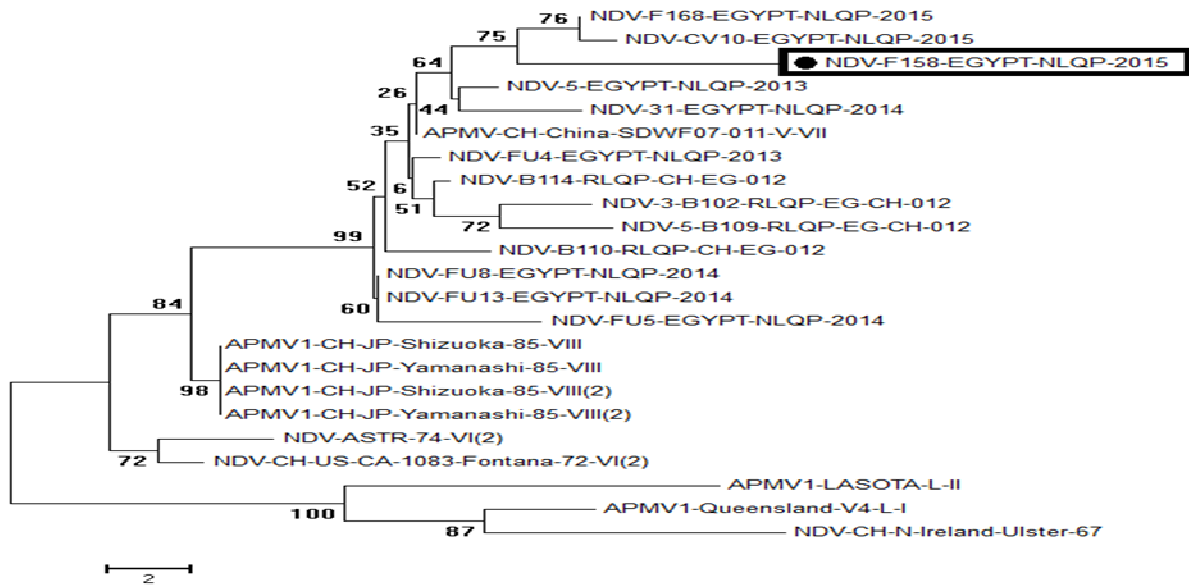 76 NDV-F168-EGYPT-NLQP-2015
75 NDV-CV10-EGYPT-NLQP-2015
64 NDV-F158-EGYPT-NLQP-2015
26 NDV-5-EGYPT-NLQP-2013
44 NDV-31-EGYPT-NLQP-2014
35 APMV-CH-China-SDWF07-011-V-VII
NDV-FU4-EGYPT-NLQP-2013
52 6 NDV-B114-RLQP-CH-EG-012
51 NDV-3-B102-RLQP-EG-CH-012
72 NDV-5-B109-RLQP-EG-CH-012
99 NDV-B110-RLQP-CH-EG-012
NDV-FU8-EGYPT-NLQP-2014
84 NDV-FU13-EGYPT-NLQP-2014
60 NDV-FU5-EGYPT-NLQP-2014
APMV1-CH-JP-Shizuoka-85-VIII
APMV1-CH-JP-Yamanashi-85-VIII
98 APMV1-CH-JP-Shizuoka-85-VIII(2)
APMV1-CH-JP-Yamanashi-85-VIII(2)
NDV-ASTR-74-VI(2)
72 NDV-CH-US-CA-1083-Fontana-72-VI(2)
APMV1-LASOTA-L-II
100 APMV1-Queensland-V4-L-I
87 NDV-CH-N-Ireland-Ulster-67
2